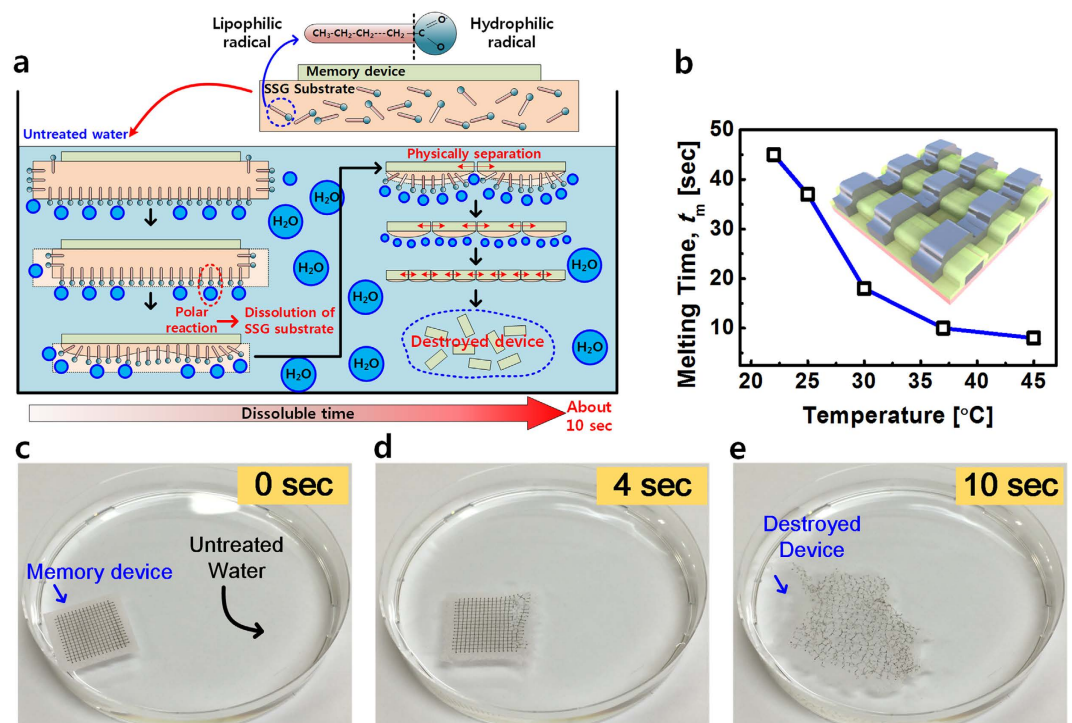 Lipophilic
radical
CH₃-CH₂-CH₂---CH₂
C
O
O
Hydrophilic
radical
a
Memory device
SSG Substrate
Untreated water
H₂O
H₂O
H₂O
H₂O
H₂O
H₂O
H₂O
H₂O
Polar
reaction
Dissolution of
SSG substrate
Physically separation
Destroyed device
Dissoluble time
About
10 sec
b
Melting Time, tm [sec]
50
40
30
20
10
20
25
30
35
40
45
Temperature [°C]
c
0 sec
Memory device
Untreated
Water
d
4 sec
e
10 sec
Destroyed
Device